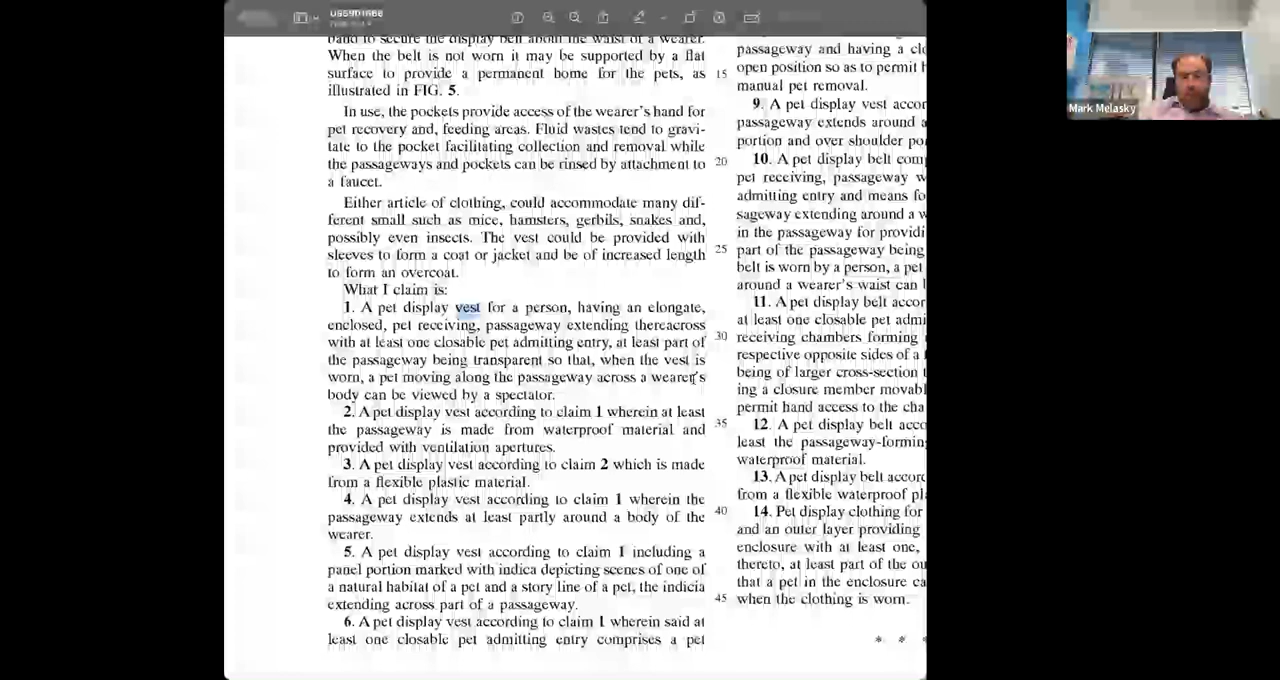 US5901666
band to secure the display belt about the waist of a wearer.
When the belt is not worn it may be supported by a flat
surface to provide a permanent home for the pets, as
illustrated in FIG. 5.
In use, the pockets provide access of the wearer's hand for
pet recovery and, feeding areas. Fluid wastes tend to gravi-
tate to the pocket facilitating collection and removal while
the passageways and pockets can be rinsed by attachment to
a faucet.
Either article of clothing, could accommodate many dif-
ferent small such as mice, hamsters, gerbils, snakes and,
possibly even insects. The vest could be provided with
sleeves to form a coat or jacket and be of increased length
to form an overcoat.
What I claim is:
1. A pet display vest for a person, having an elongate,
enclosed, pet receiving, passageway extending thereacross
with at least one closable pet admitting entry, at least part of
the passageway being transparent so that, when the vest is
worn, a pet moving along the passageway across a wearer's
body can be viewed by a spectator.
2. A pet display vest according to claim 1 wherein at least
the passageway is made from waterproof material and
provided with ventilation apertures.
3. A pet display vest according to claim 2 which is made
from a flexible plastic material.
4. A pet display vest according to claim 1 wherein the
passageway extends at least partly around a body of the
wearer.
5. A pet display vest according to claim 1 including a
panel portion marked with indica depicting scenes of one of
a natural habitat of a pet and a story line of a pet, the indicia
extending across part of a passageway.
6. A pet display vest according to claim 1 wherein said at
least one closable pet admitting entry comprises a pet
15
20
25
30
35
40
45
passageway and having a clo
open position so as to permit h
manual pet removal.
9. A pet display vest accor
passageway extends around a
portion and over shoulder po
10. A pet display belt com
pet receiving, passageway w
admitting entry and means fo
sageway extending around a w
in the passageway for providi
part of the passageway being
belt is worn by a person, a pet
around a wearer's waist can
11. A pet display belt accor
at least one closable pet admi
receiving chambers forming
respective opposite sides of a
being of larger cross-section t
ing a closure member movabl
permit hand access to the cha
12. A pet display belt acco
least the passageway-forming
waterproof material.
13. A pet display belt accord
from a flexible waterproof pl
14. Pet display clothing for
and an outer layer providing
enclosure with at least one,
thereto, at least part of the ou
that a pet in the enclosure ca
when the clothing is worn.
* * *
Mark Melasky